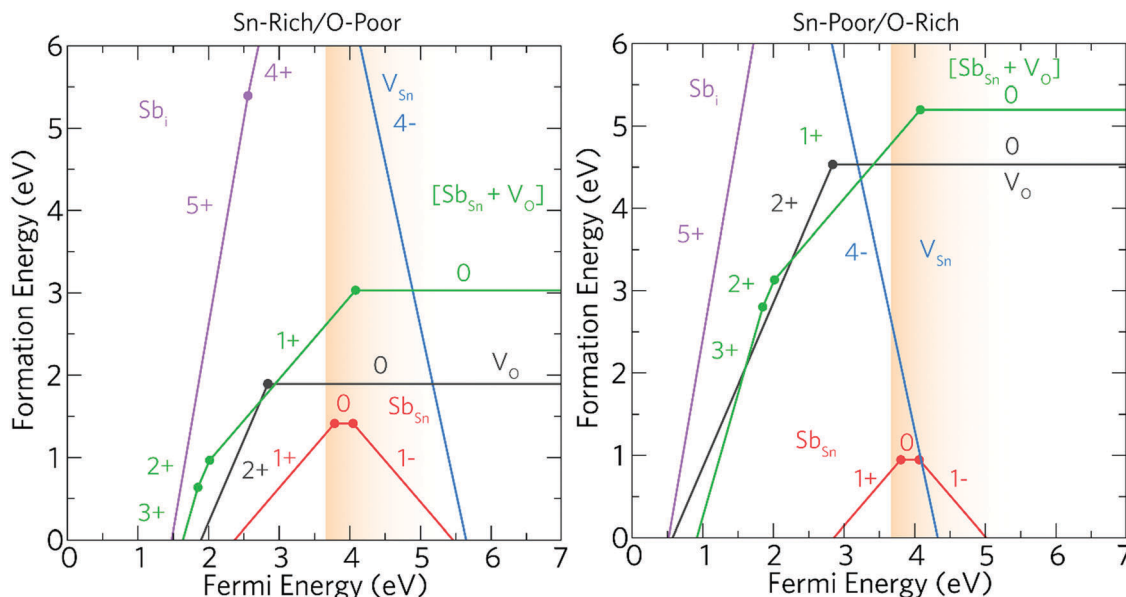 Sn-Rich/O-Poor
Formation Energy (eV)
6
5
4
3
2
1
0
4+
Sb_i
5+
V_Sn
4-
[Sb_Sn + V_O]
0
1+
0
V_O
0
Sb_Sn
2+
2+
1+
1-
3+
0 1 2 3 4 5 6 7
Fermi Energy (eV)
Sn-Poor/O-Rich
Formation Energy (eV)
6
5
4
3
2
1
0
Sb_i
[Sb_Sn + V_O]
0
1+
0
V_O
2+
5+
4-
V_Sn
2+
3+
Sb_Sn
0
1+
1-
0 1 2 3 4 5 6 7
Fermi Energy (eV)